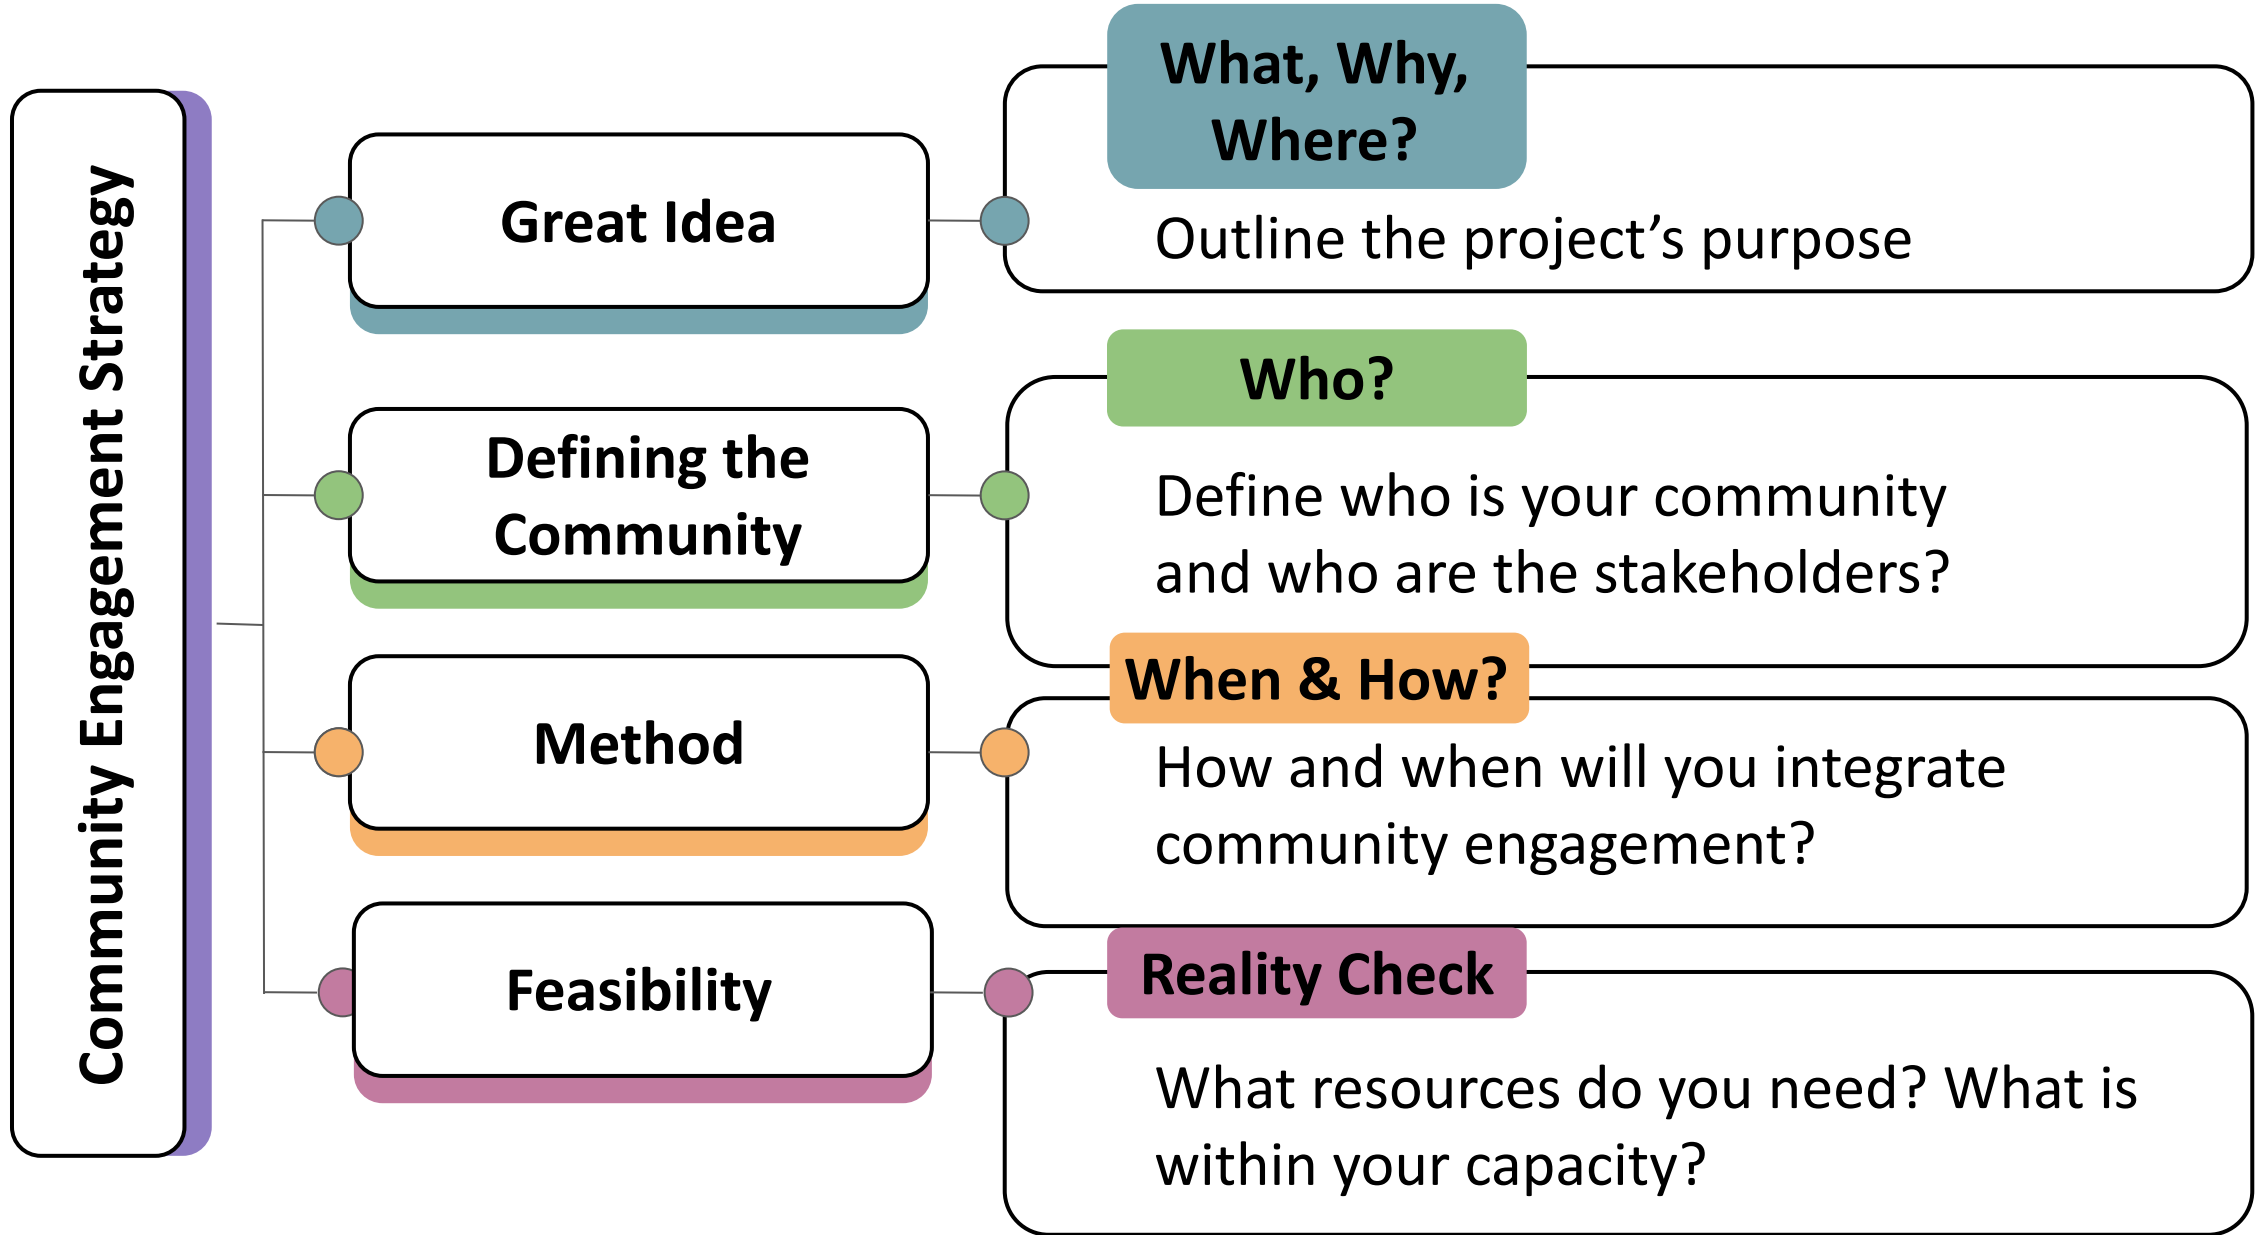 Community Engagement Strategy
Great Idea
What, Why,
Where?
Outline the project’s purpose
Defining the
Community
Who?
Define who is your community
and who are the stakeholders?
Method
When & How?
How and when will you integrate
community engagement?
Feasibility
Reality Check
What resources do you need? What is
within your capacity?